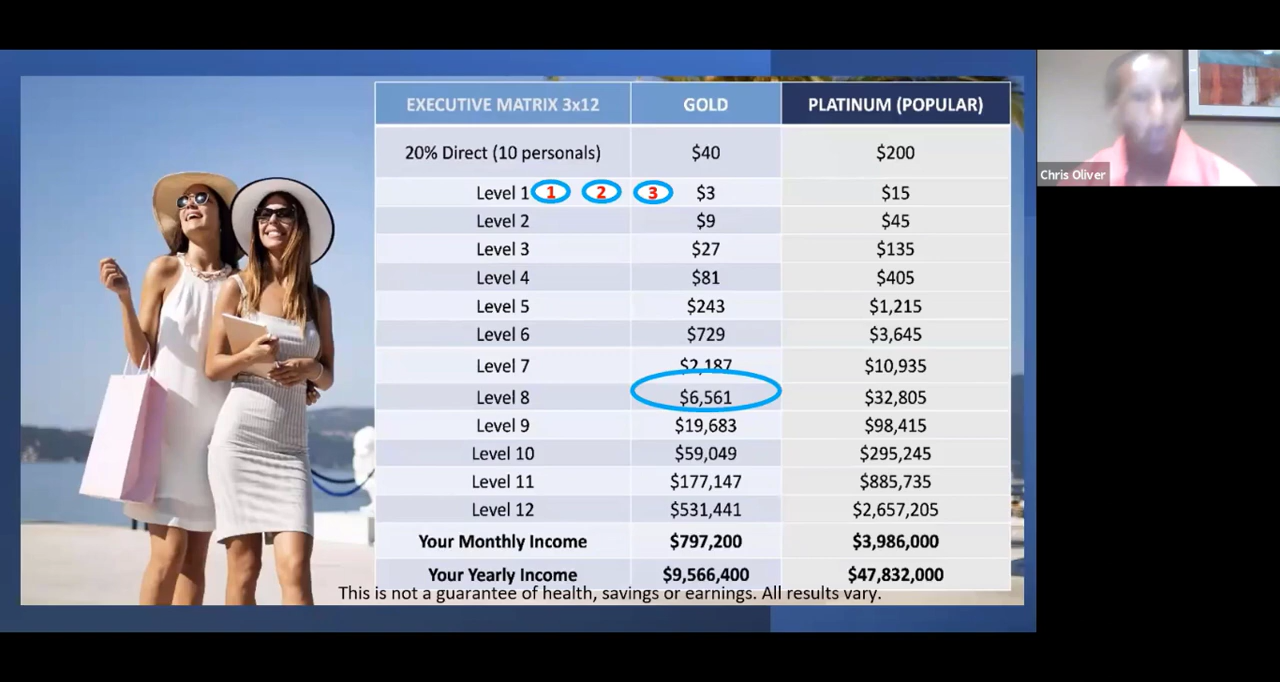 EXECUTIVE MATRIX 3x12 GOLD PLATINUM (POPULAR)
20% Direct (10 personals) $40 $200
Level 1 1 2 3 $3 $15
Level 2 $9 $45
Level 3 $27 $135
Level 4 $81 $405
Level 5 $243 $1,215
Level 6 $729 $3,645
Level 7 $2,187 $10,935
Level 8 $6,561 $32,805
Level 9 $19,683 $98,415
Level 10 $59,049 $295,245
Level 11 $177,147 $885,735
Level 12 $531,441 $2,657,205
Your Monthly Income $797,200 $3,986,000
Your Yearly Income $9,566,400 $47,832,000
This is not a guarantee of health, savings or earnings. All results vary.
Chris Oliver